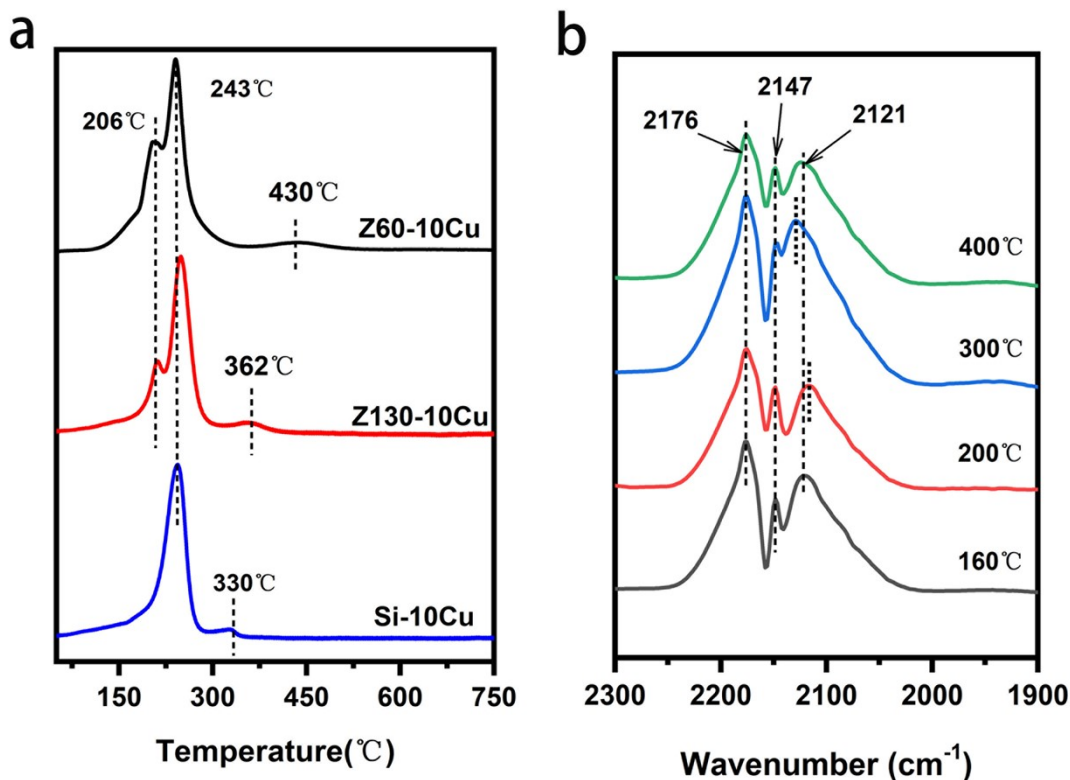 a
206℃
243℃
430℃
Z60-10Cu
362℃
Z130-10Cu
330℃
Si-10Cu
150 300 450 600 750
Temperature(℃)
b
2147
2176
2121
400℃
300℃
200℃
160℃
2300 2200 2100 2000 1900
Wavenumber (cm⁻¹)